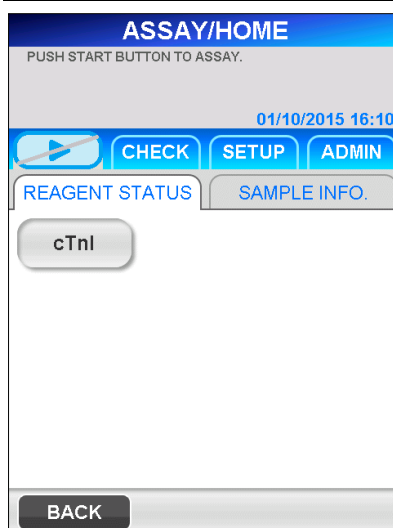 ASSAY/HOME
PUSH START BUTTON TO ASSAY.
01/10/2015 16:10
CHECK SETUP ADMIN
REAGENT STATUS SAMPLE INFO.
cTnI
BACK